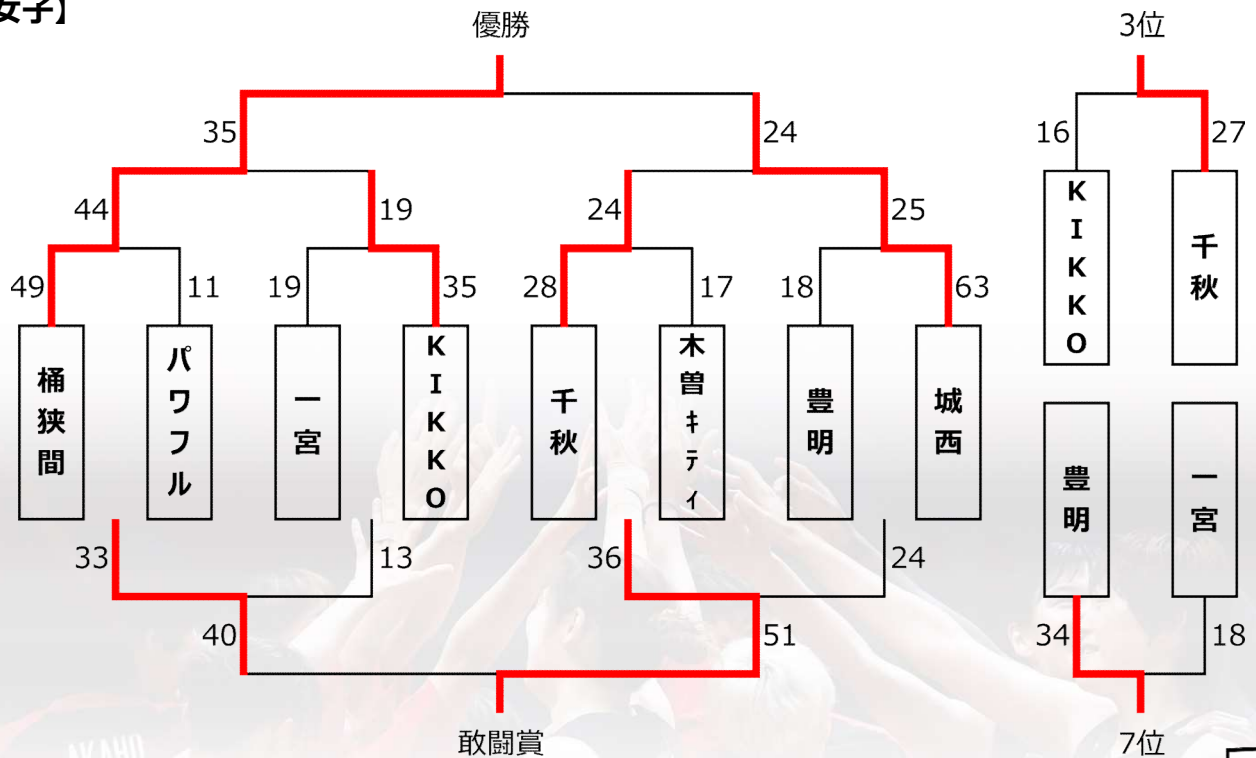 女子】
優勝
3位
35
24
16
27
44
19
24
25
49
11
19
35
28
17
18
63
KIKKO
千秋
桶狭間
パワフル
一宮
KIKKO
千秋
木曽ｷﾃｨ
豊明
城西
豊明
一宮
33
13
36
24
40
51
34
18
敢闘賞
7位
AKAHO